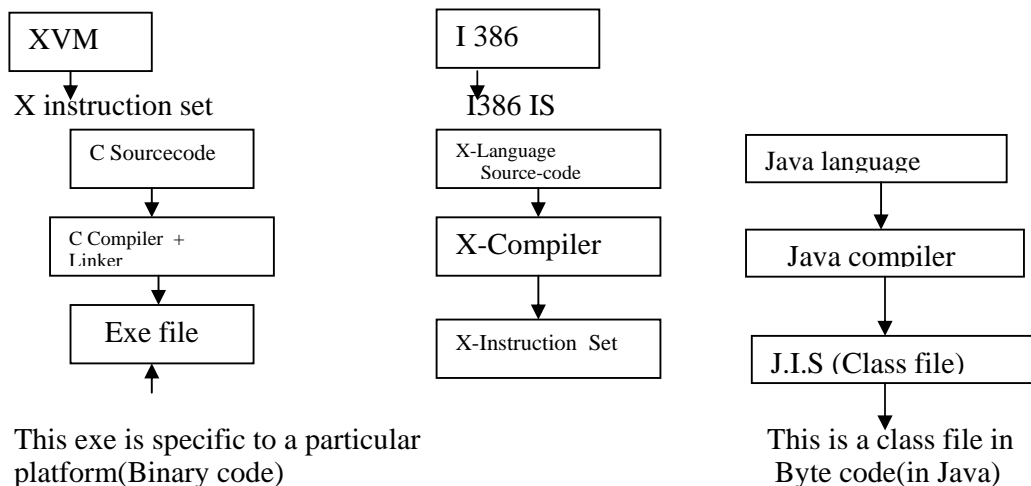 XVM
X instruction set
C Sourcecode
C Compiler +
Linker
Exe file
This exe is specific to a particular
platform(Binary code)
I 386
I386 IS
X-Language
Source-code
X-Compiler
X-Instruction Set
Java language
Java compiler
J.I.S (Class file)
This is a class file in
Byte code(in Java)